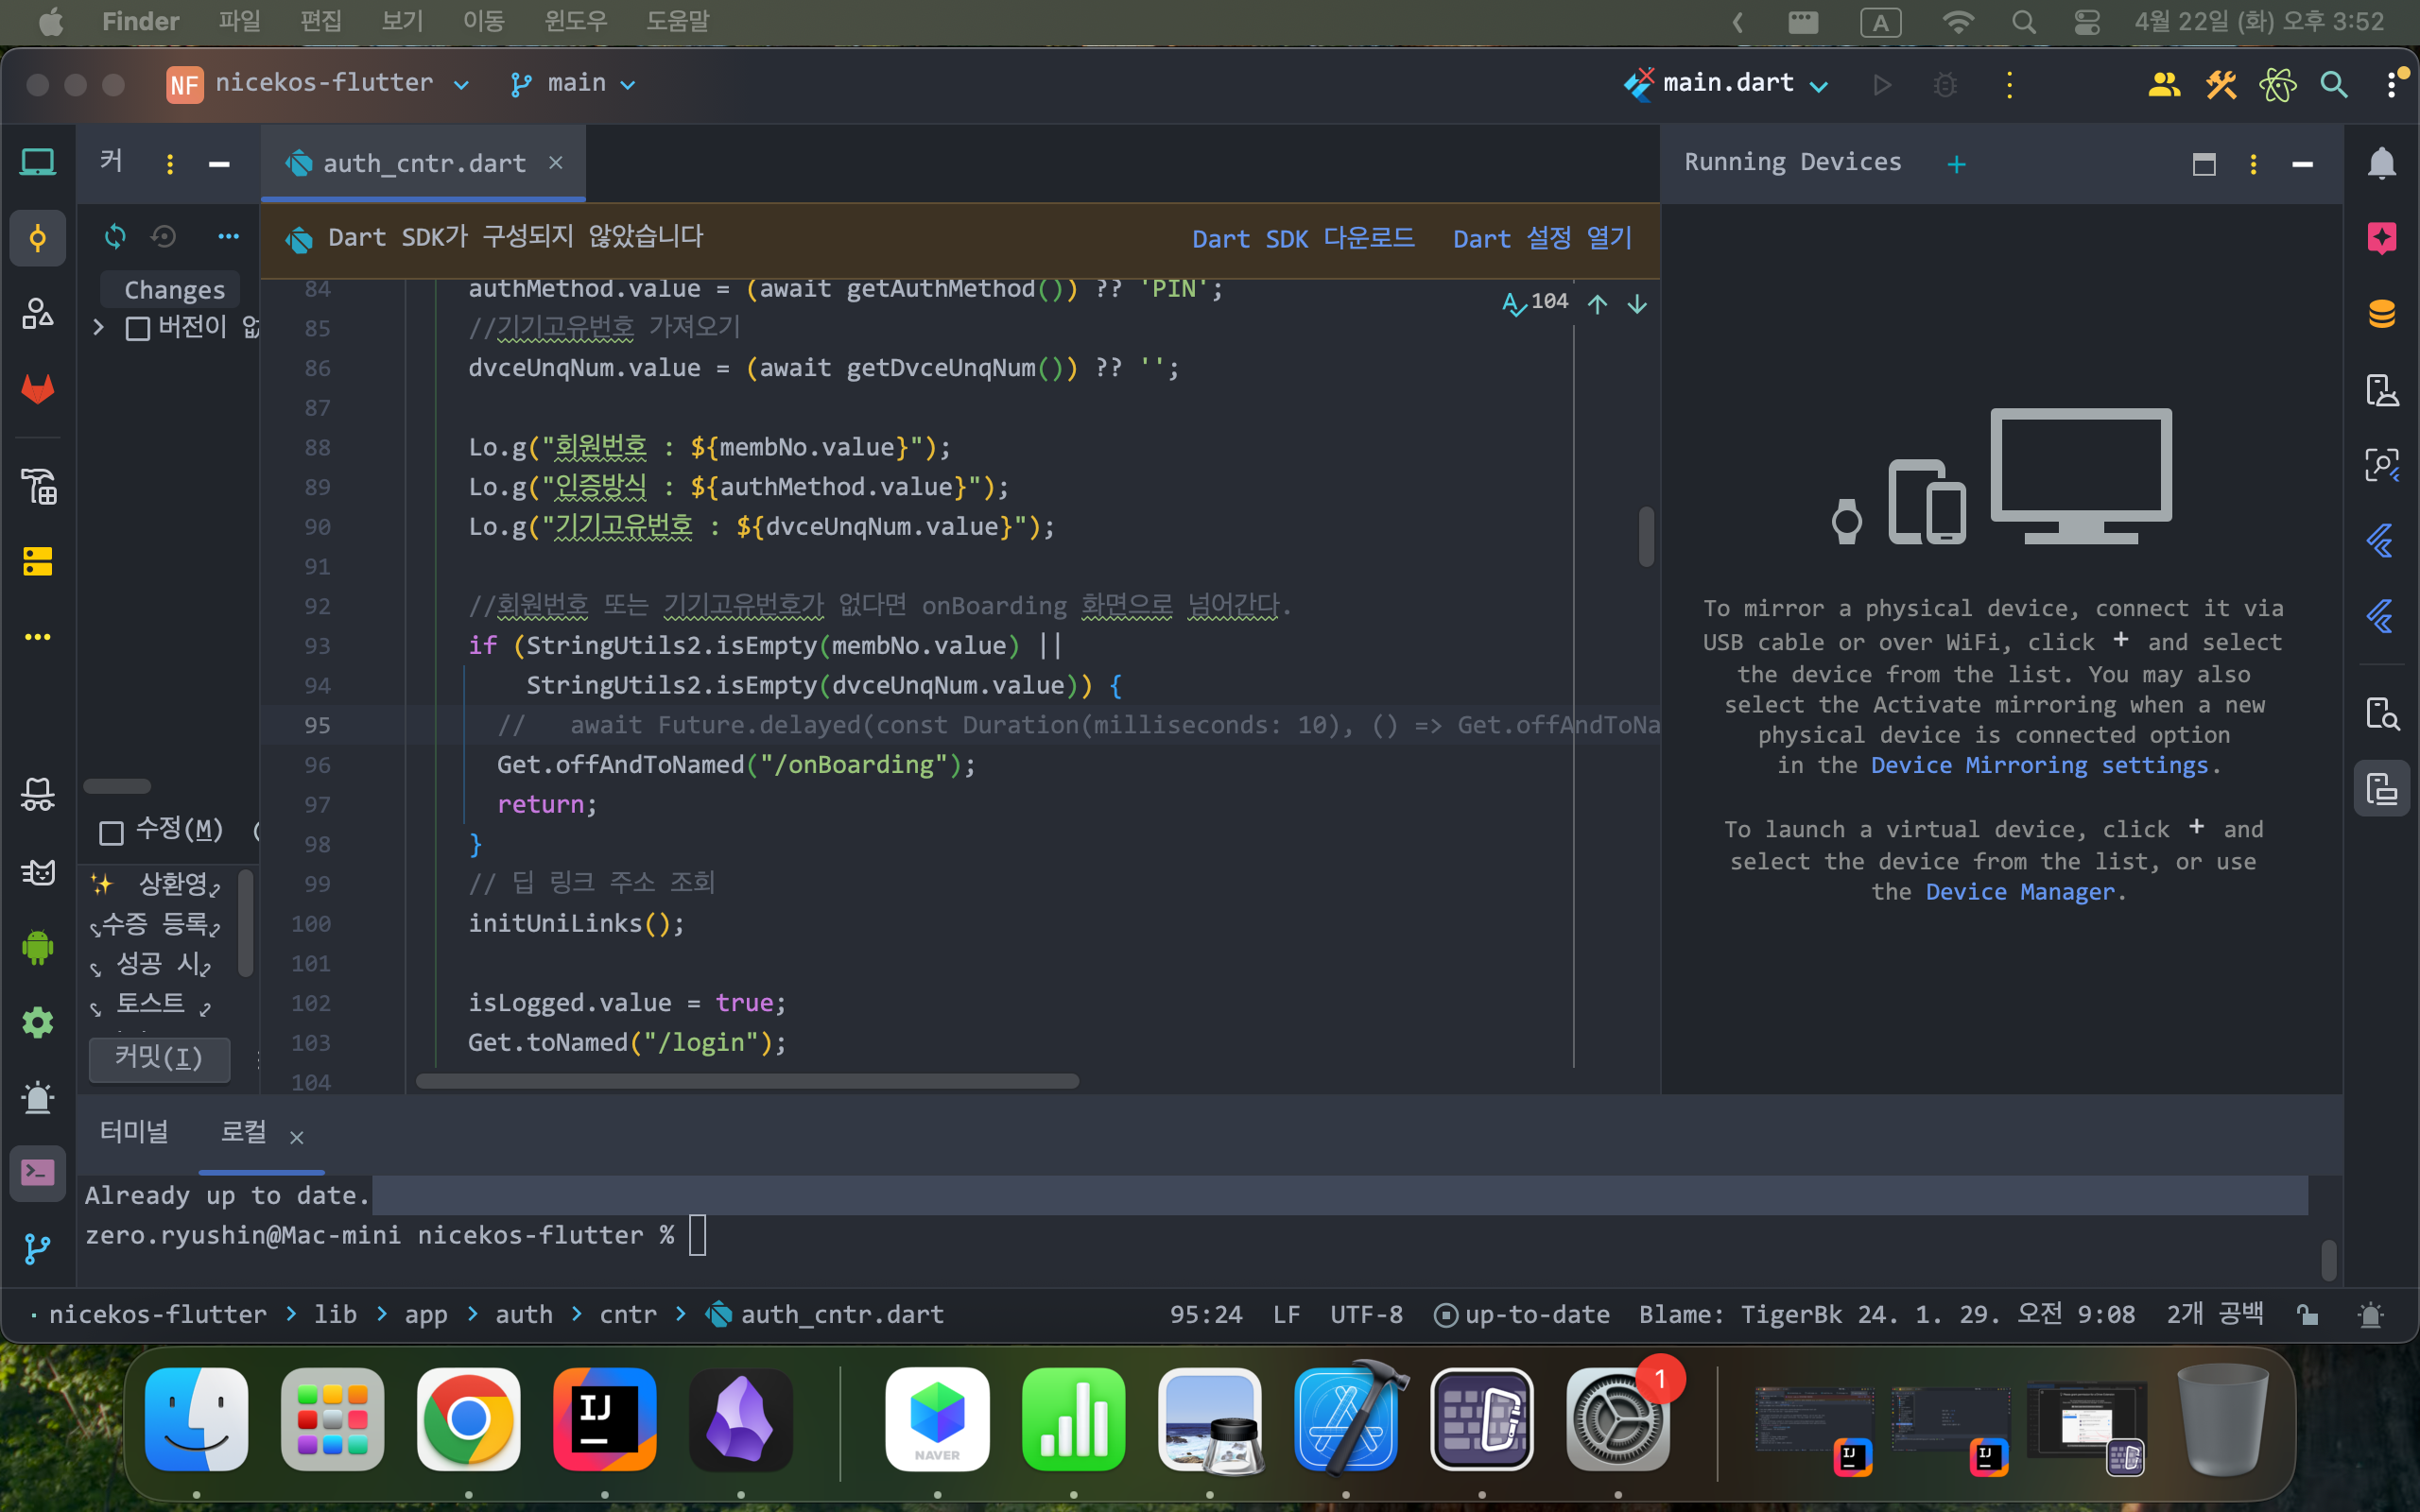 Finder 파일 편집 보기 이동 윈도우 도움말 A 4월 22일 (화) 오후 3:52
NF nicekos-flutter main main.dart
커
auth_cntr.dart
Running Devices
Dart SDK가 구성되지 않았습니다 Dart SDK 다운로드 Dart 설정 열기
Changes
버전이
104
84 authMethod.value = (await getAuthMethod()) ?? 'PIN';
85 //기기고유번호 가져오기
86 dvceUnqNum.value = (await getDvceUnqNum()) ?? '';
87
88 Lo.g("회원번호 : ${membNo.value}");
89 Lo.g("인증방식 : ${authMethod.value}");
90 Lo.g("기기고유번호 : ${dvceUnqNum.value}");
91
92 //회원번호 또는 기기고유번호가 없다면 onBoarding 화면으로 넘어간다.
93 if (StringUtils2.isEmpty(membNo.value) ||
94 StringUtils2.isEmpty(dvceUnqNum.value)) {
95 // await Future.delayed(const Duration(milliseconds: 10), () => Get.offAndToNa
96 Get.offAndToNamed("/onBoarding");
97 return;
98 }
99 // 딥 링크 주소 조회
100 initUniLinks();
101
102 isLogged.value = true;
103 Get.toNamed("/login");
104
수정(M)
상환영
수증 등록
성공 시
토스트
커밋(I)
To mirror a physical device, connect it via
USB cable or over WiFi, click + and select
the device from the list. You may also
select the Activate mirroring when a new
physical device is connected option
in the Device Mirroring settings.
To launch a virtual device, click + and
select the device from the list, or use
the Device Manager.
터미널 로컬
Already up to date.
zero.ryushin@Mac-mini nicekos-flutter %
nicekos-flutter > lib > app > auth > cntr > auth_cntr.dart 95:24 LF UTF-8 up-to-date Blame: TigerBk 24. 1. 29. 오전 9:08 2개 공백
IJ
NAVER
1
IJ
IJ